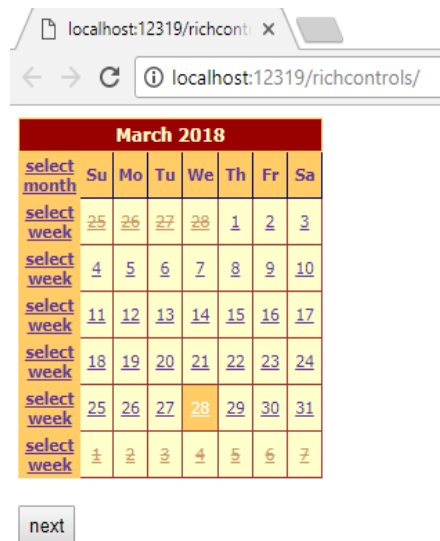 localhost:12319/richcont
localhost:12319/richcontrols/
March 2018
select month Su Mo Tu We Th Fr Sa
select week 25 26 27 28 1 2 3
select week 4 5 6 7 8 9 10
select week 11 12 13 14 15 16 17
select week 18 19 20 21 22 23 24
select week 25 26 27 28 29 30 31
select week 1 2 3 4 5 6 7
next